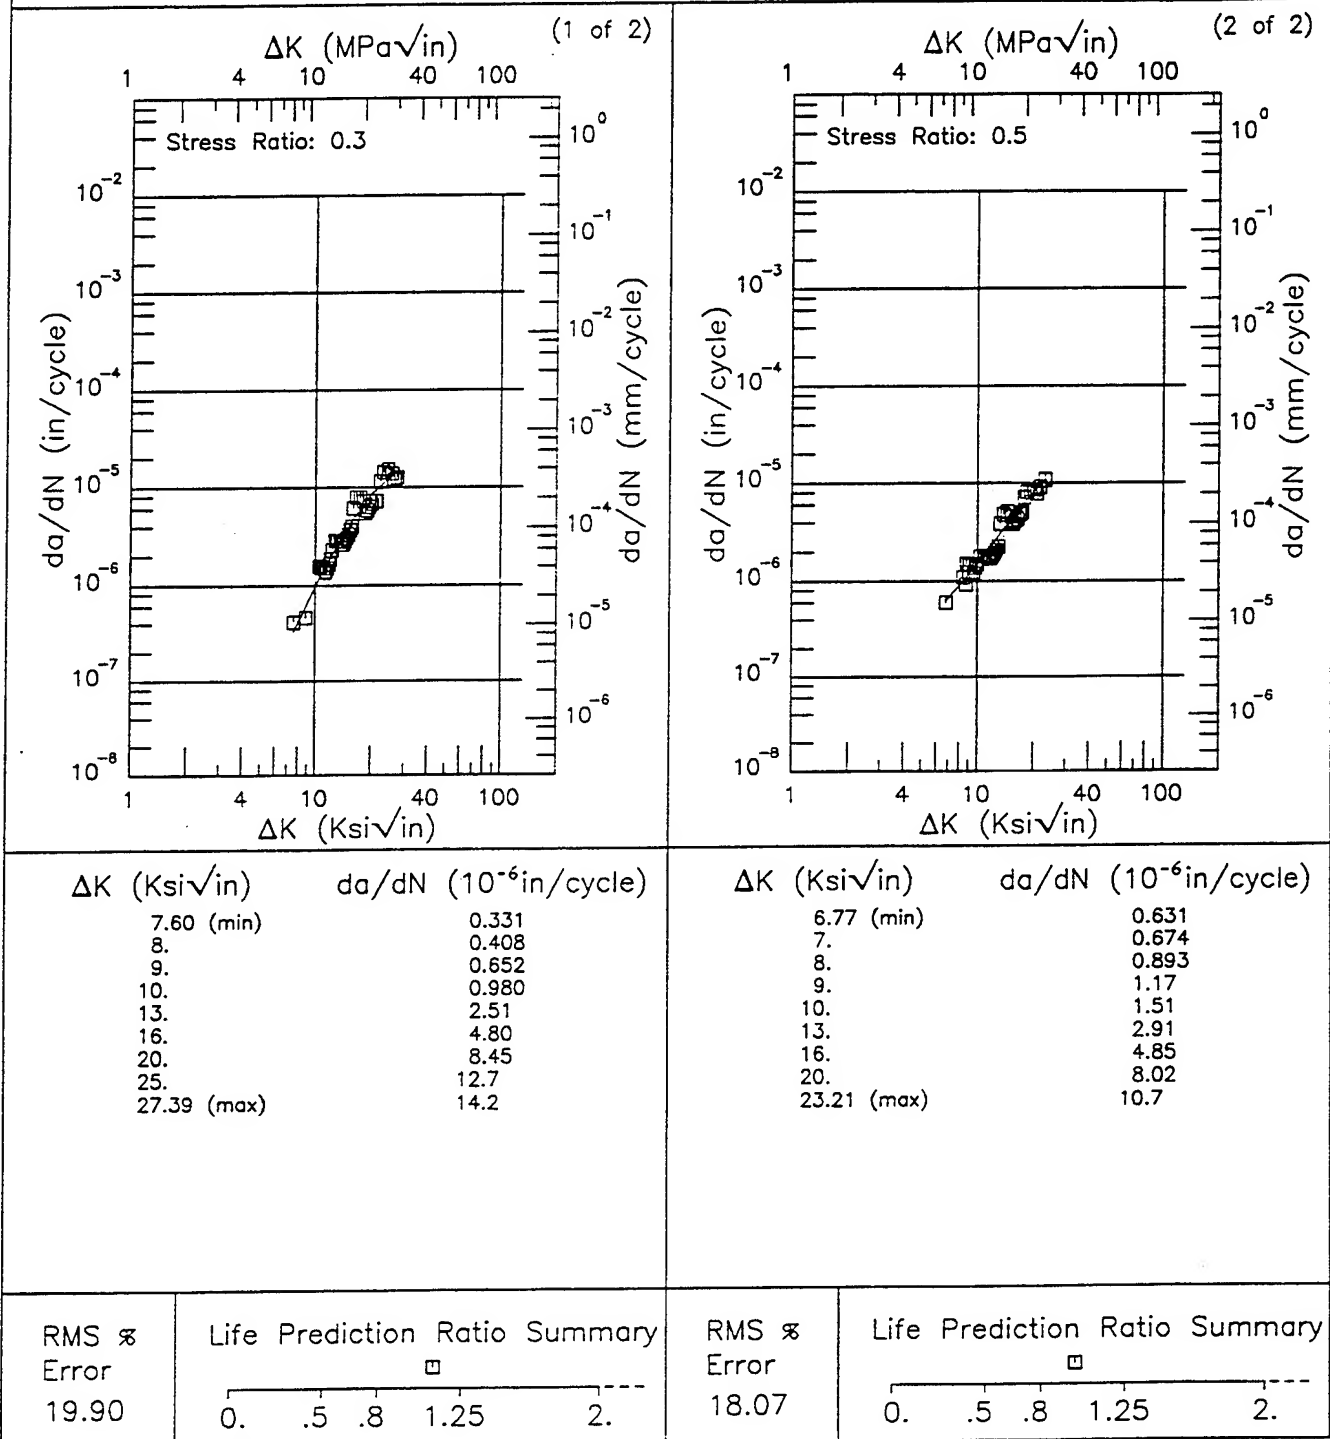 (1 of 2)
ΔK (MPa√in)
1 4 10 40 100
Stress Ratio: 0.3
10⁰
10⁻²
10⁻¹
10⁻³
10⁻²
10⁻⁴
10⁻³
10⁻⁵
10⁻⁴
10⁻⁶
10⁻⁵
10⁻⁷
10⁻⁶
10⁻⁸
da/dN (in/cycle)
da/dN (mm/cycle)
1 4 10 40 100
ΔK (Ksi√in)
ΔK (Ksi√in) da/dN (10⁻⁶in/cycle)
7.60 (min) 0.331
8. 0.408
9. 0.652
10. 0.980
13. 2.51
16. 4.80
20. 8.45
25. 12.7
27.39 (max) 14.2
RMS %
Error
19.90
Life Prediction Ratio Summary
0. .5 .8 1.25 2.
(2 of 2)
ΔK (MPa√in)
1 4 10 40 100
Stress Ratio: 0.5
10⁰
10⁻²
10⁻¹
10⁻³
10⁻²
10⁻⁴
10⁻³
10⁻⁵
10⁻⁴
10⁻⁶
10⁻⁵
10⁻⁷
10⁻⁶
10⁻⁸
da/dN (in/cycle)
da/dN (mm/cycle)
1 4 10 40 100
ΔK (Ksi√in)
ΔK (Ksi√in) da/dN (10⁻⁶in/cycle)
6.77 (min) 0.631
7. 0.674
8. 0.893
9. 1.17
10. 1.51
13. 2.91
16. 4.85
20. 8.02
23.21 (max) 10.7
RMS %
Error
18.07
Life Prediction Ratio Summary
0. .5 .8 1.25 2.